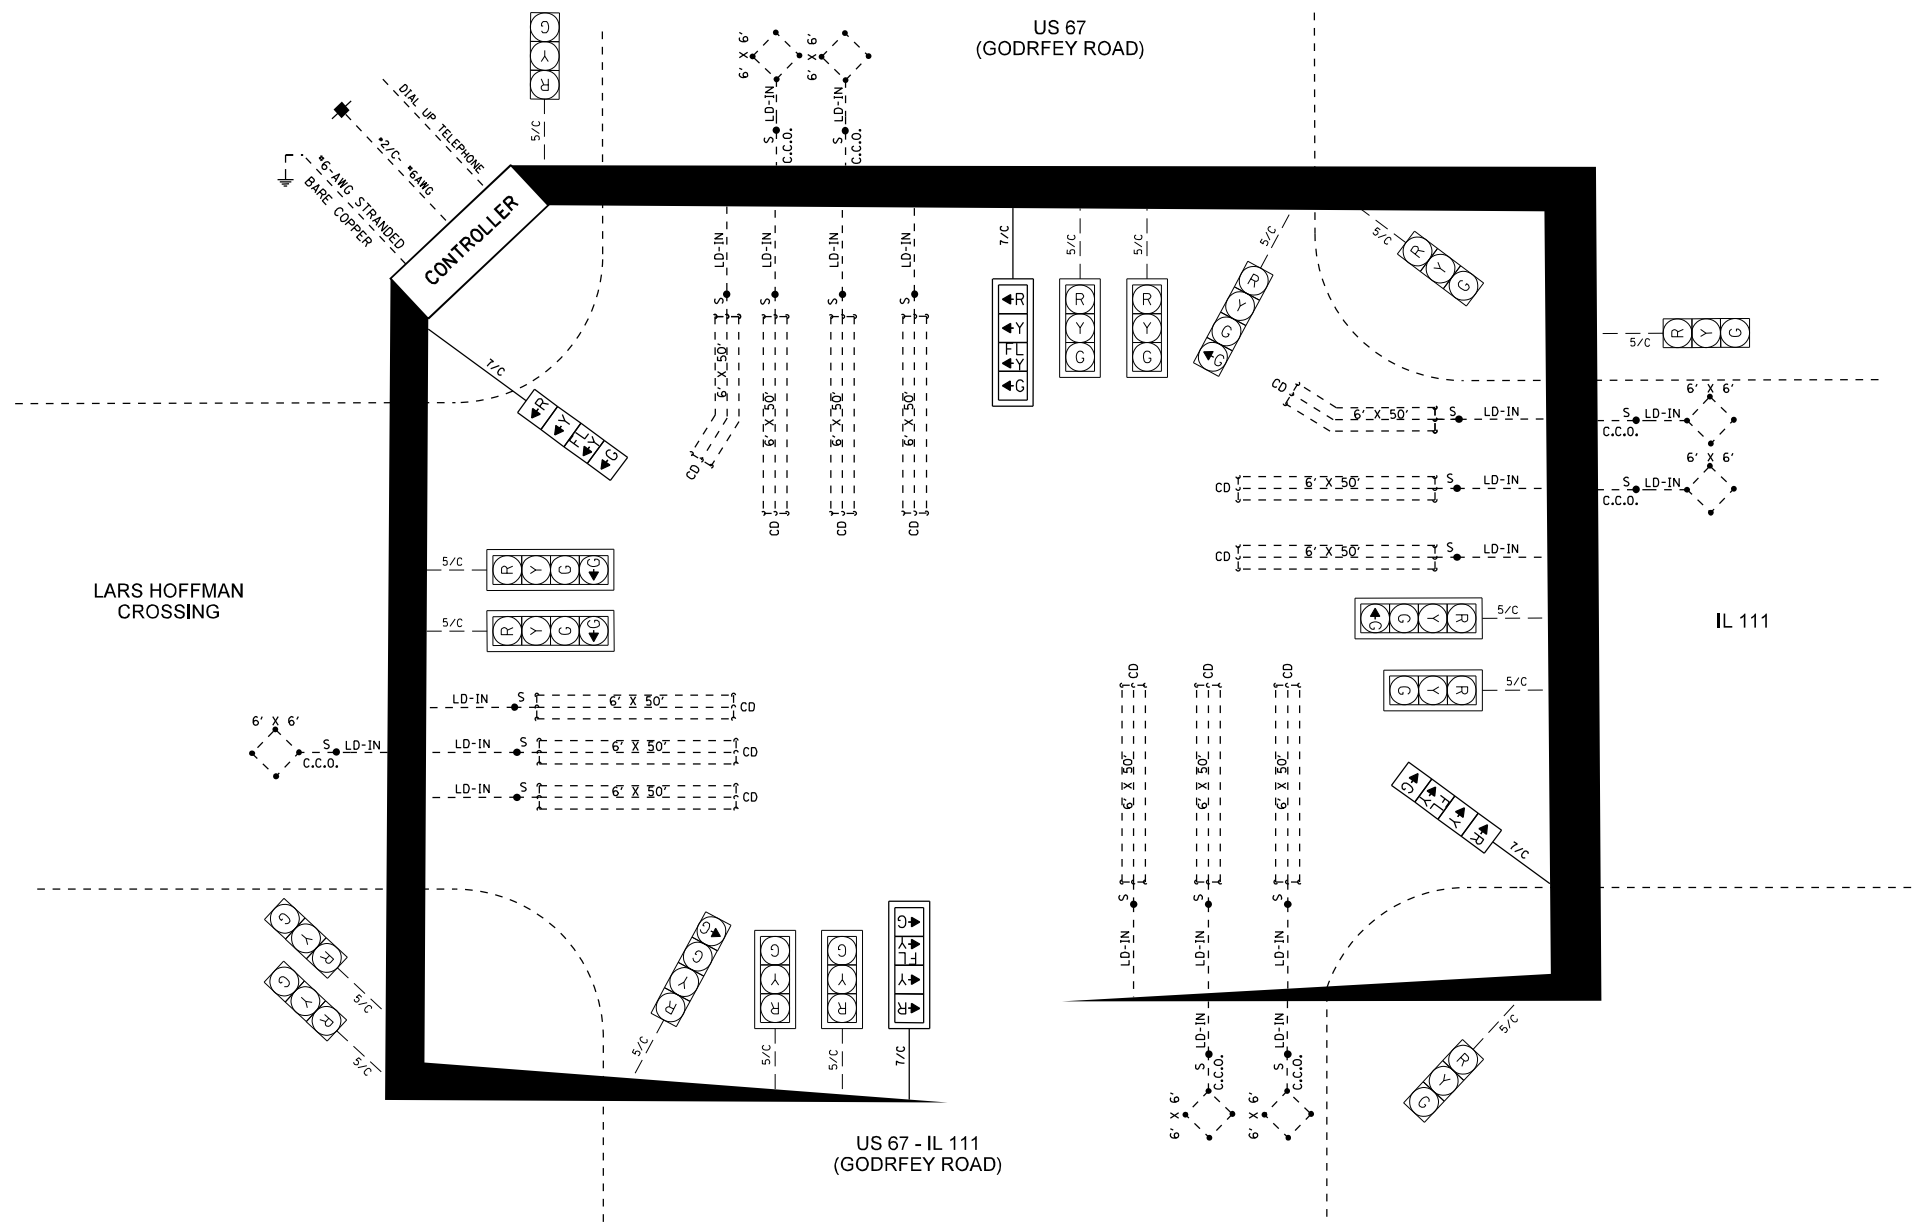 US 67
(GODRFEY ROAD)
G
Y
R
5/C
6' X 6'
6' X 6'
LD-IN
LD-IN
S
S
C.C.O.
C.C.O.
DIAL UP TELEPHONE
*2/C- *6AWG
*6-AWG STRANDED
BARE COPPER
CONTROLLER
LD-IN
LD-IN
LD-IN
LD-IN
S
S
S
S
6' X 50'
6' X 50'
6' X 50'
6' X 50'
CD
CD
CD
CD
7/C
R
Y
FL
Y
G
5/C
R
Y
G
5/C
R
Y
G
5/C
R
Y
G
G
5/C
R Y G
5/C
R Y G
7/C
R Y FL Y G
CD
6' X 50'
S
LD-IN
S
LD-IN
C.C.O.
6' X 6'
CD
6' X 50'
S
LD-IN
S
LD-IN
C.C.O.
6' X 6'
CD
6' X 50'
S
LD-IN
LARS HOFFMAN
CROSSING
5/C
R Y G G
5/C
R Y G G
IL 111
G G Y R
5/C
G Y R
5/C
LD-IN
S
6' X 50'
CD
6' X 6'
S
LD-IN
C.C.O.
LD-IN
S
6' X 50'
CD
LD-IN
S
6' X 50'
CD
G Y FL Y R
7/C
CD
CD
CD
6' X 50'
6' X 50'
6' X 50'
S
S
S
LD-IN
LD-IN
LD-IN
G Y R
5/C
G Y R
5/C
G
G
Y
R
5/C
G
Y
R
5/C
G
Y
R
5/C
G
Y
FL
Y
R
7/C
LD-IN
LD-IN
S
S
C.C.O.
C.C.O.
6' X 6'
6' X 6'
5/C
R
Y
G
US 67 - IL 111
(GODRFEY ROAD)